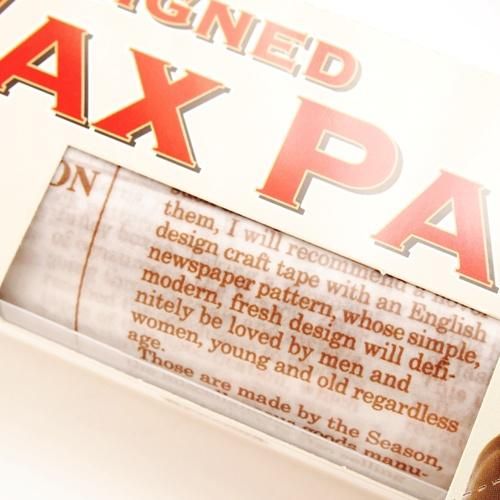 IGNED
AX PA
ON
them, I will recommend a
design craft tape with an English
newspaper pattern, whose simple,
modern, fresh design will defi-
nitely be loved by men and
women, young and old regardless
age.
Those are made by the Season,
goods manu-